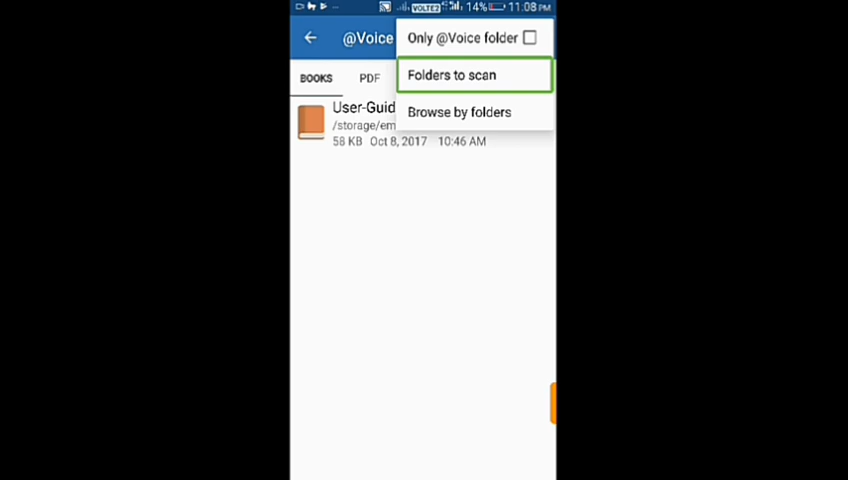 VOLTE2 14% 11:08 PM
@Voice
Only @Voice folder
BOOKS PDF
Folders to scan
Browse by folders
User-Guid
/storage/em
58 KB Oct 8, 2017 10:46 AM